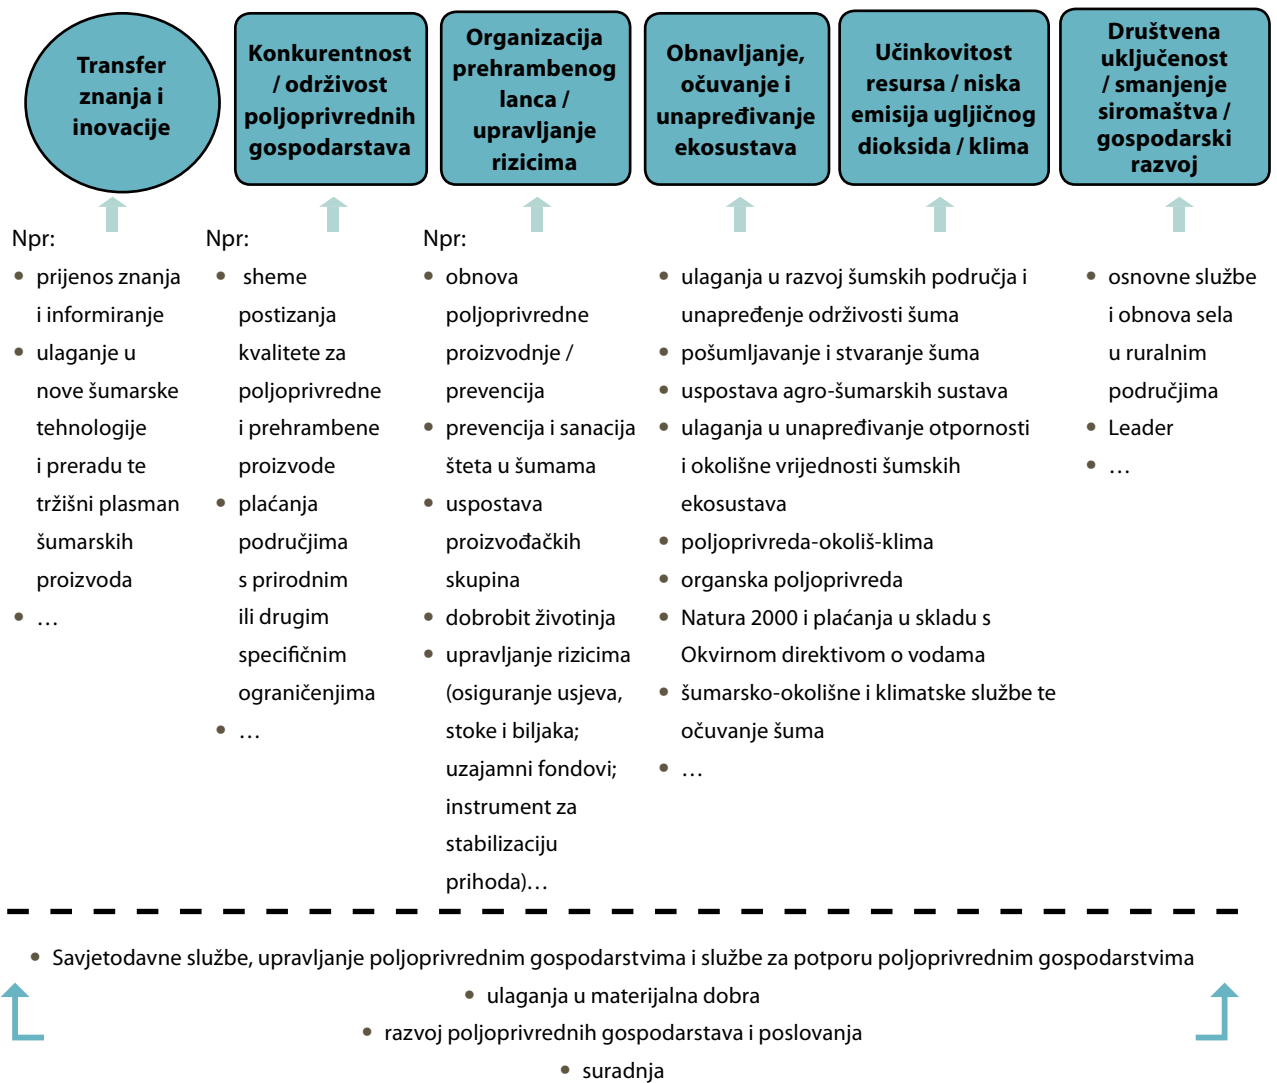 Transfer
znanja i
inovacije
Konkurentnost
/ održivost
poljoprivrednih
gospodarstava
Organizacija
prehrambenog
lanca /
upravljanje
rizicima
Obnavljanje,
očuvanje i
unapređivanje
ekosustava
Učinkovitost
resursa / niska
emisija ugljičnog
dioksida / klima
Društvena
uključenost
/ smanjenje
siromaštva /
gospodarski
razvoj
Npr:
• prijenos znanja
i informiranje
• ulaganje u
nove šumarske
tehnologije
i preradu te
tržišni plasman
šumarskih
proizvoda
• …
Npr:
• sheme
postizanja
kvalitete za
poljoprivredne
i prehrambene
proizvode
• plaćanja
područjima
s prirodnim
ili drugim
specifičnim
ograničenjima
• …
Npr:
• obnova
poljoprivredne
proizvodnje /
prevencija
• prevencija i sanacija
šteta u šumama
• uspostava
proizvođačkih
skupina
• dobrobit životinja
• upravljanje rizicima
(osiguranje usjeva,
stoke i biljaka;
uzajamni fondovi;
instrument za
stabilizaciju
prihoda)…
• ulaganja u razvoj šumskih područja i
unapređenje održivosti šuma
• pošumljavanje i stvaranje šuma
• uspostava agro-šumarskih sustava
• ulaganja u unapređivanje otpornosti
i okolišne vrijednosti šumskih
ekosustava
• poljoprivreda-okoliš-klima
• organska poljoprivreda
• Natura 2000 i plaćanja u skladu s
Okvirnom direktivom o vodama
• šumarsko-okolišne i klimatske službe te
očuvanje šuma
• …
• osnovne službe
i obnova sela
u ruralnim
područjima
• Leader
• …
• Savjetodavne službe, upravljanje poljoprivrednim gospodarstvima i službe za potporu poljoprivrednim gospodarstvima
• ulaganja u materijalna dobra
• razvoj poljoprivrednih gospodarstava i poslovanja
• suradnja